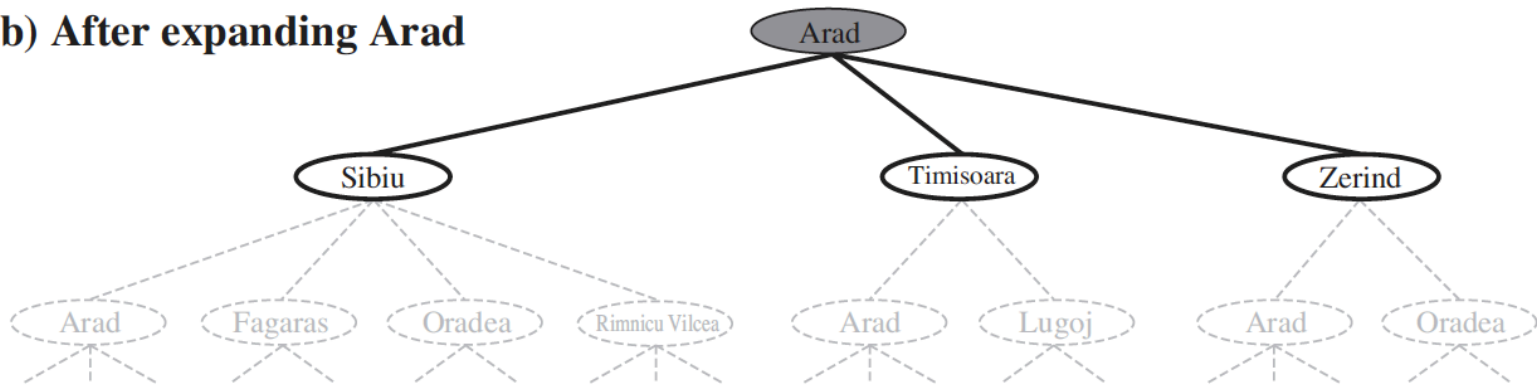 b) After expanding Arad
Arad
Sibiu
Timisoara
Zerind
Arad
Fagaras
Oradea
Rimnicu Vilcea
Arad
Lugoj
Arad
Oradea